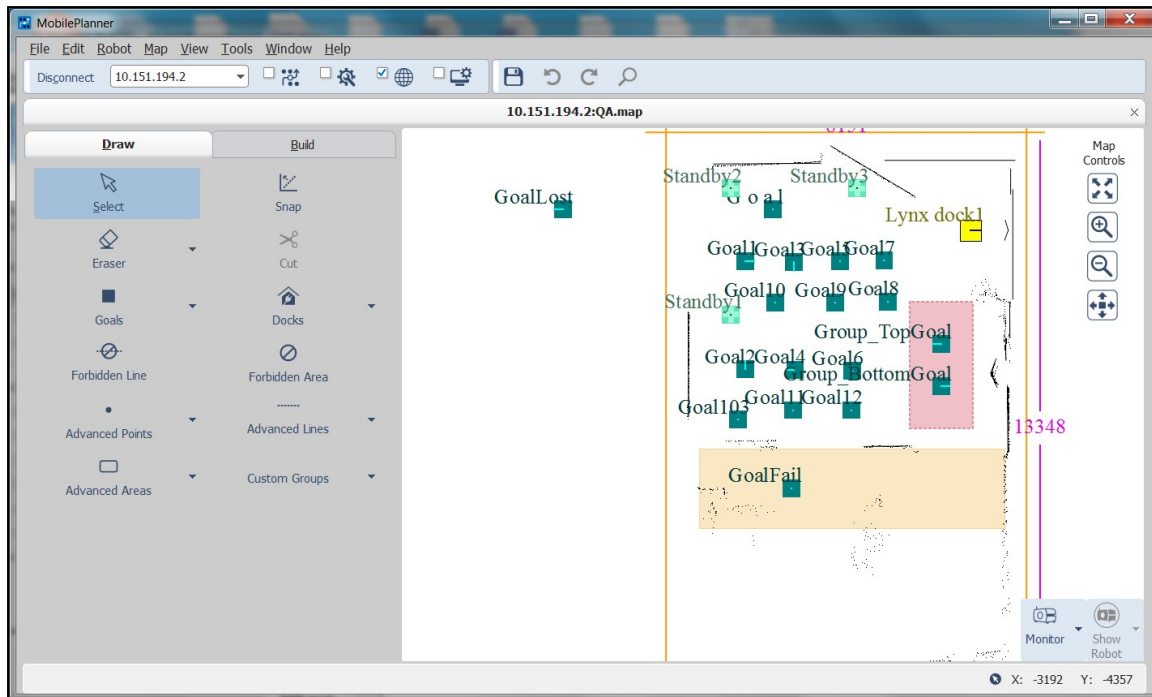 MobilePlanner
File Edit Robot Map View Tools Window Help
Disconnect 10.151.194.2
10.151.194.2:QA.map
Draw Build
Select Snap
Eraser Cut
Goals Docks
Forbidden Line Forbidden Area
Advanced Points Advanced Lines
Advanced Areas Custom Groups
Map
Controls
Standby2 Standby3
GoalLost G o a l
Lynx dock1
Goal1 Goal3 Goal5 Goal7
Standby1 Goal10 Goal9 Goal8
Group_TopGoal
Goal2 Goal4 Goal6
Group_BottomGoal
Goal103 Goal11 Goal12
13348
GoalFail
Monitor Show
Robot
X: -3192 Y: -4357